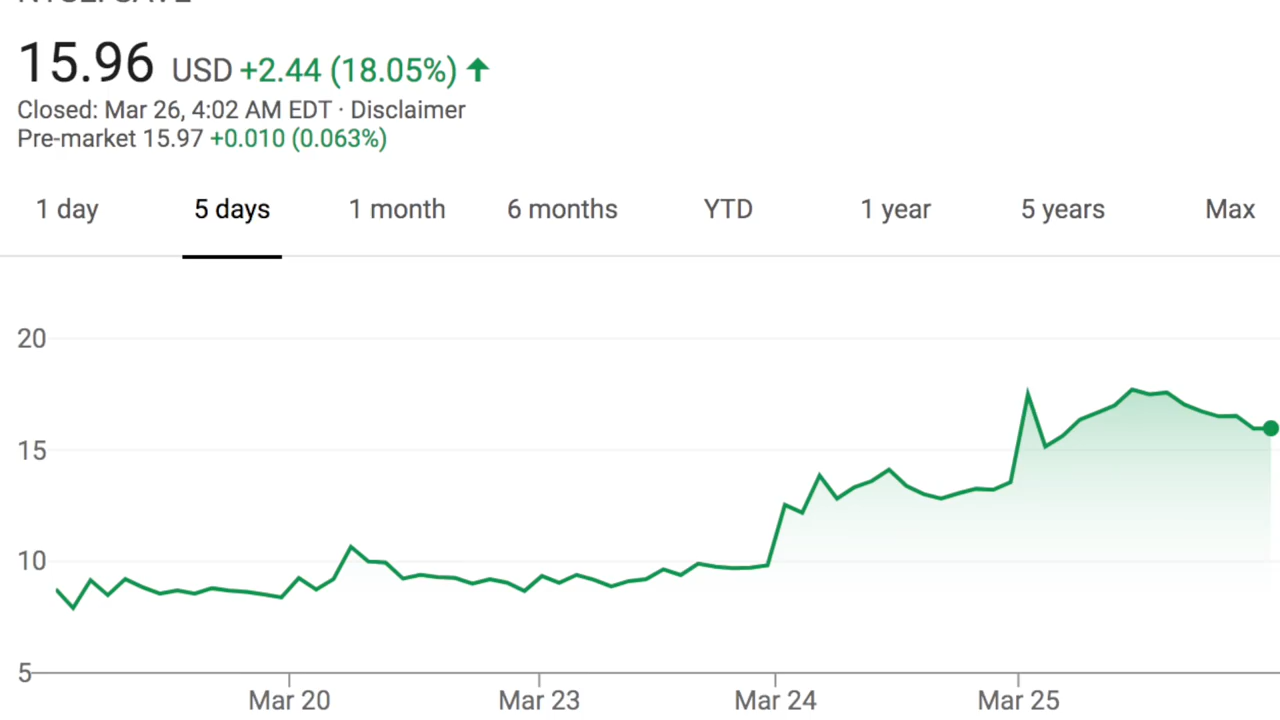 15.96 USD +2.44 (18.05%)
Closed: Mar 26, 4:02 AM EDT · Disclaimer
Pre-market 15.97 +0.010 (0.063%)
1 day 5 days 1 month 6 months YTD 1 year 5 years Max
20
15
10
5
Mar 20 Mar 23 Mar 24 Mar 25